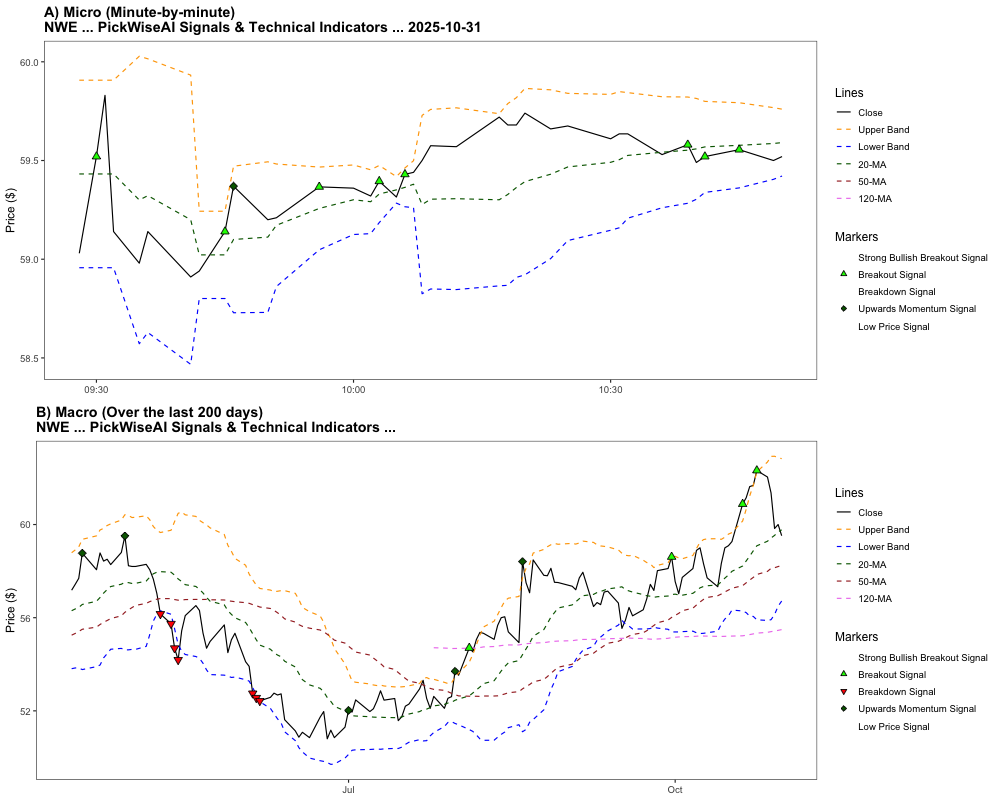 A) Micro (Minute-by-minute)
NWE ... PickWiseAI Signals & Technical Indicators ... 2025-10-31
Price ($)
60.0
59.5
59.0
58.5
09:30
10:00
10:30
Lines
Close
Upper Band
Lower Band
20-MA
50-MA
120-MA
Markers
Strong Bullish Breakout Signal
Breakout Signal
Breakdown Signal
Upwards Momentum Signal
Low Price Signal
B) Macro (Over the last 200 days)
NWE ... PickWiseAI Signals & Technical Indicators ...
Price ($)
60
56
52
Jul
Oct
Lines
Close
Upper Band
Lower Band
20-MA
50-MA
120-MA
Markers
Strong Bullish Breakout Signal
Breakout Signal
Breakdown Signal
Upwards Momentum Signal
Low Price Signal